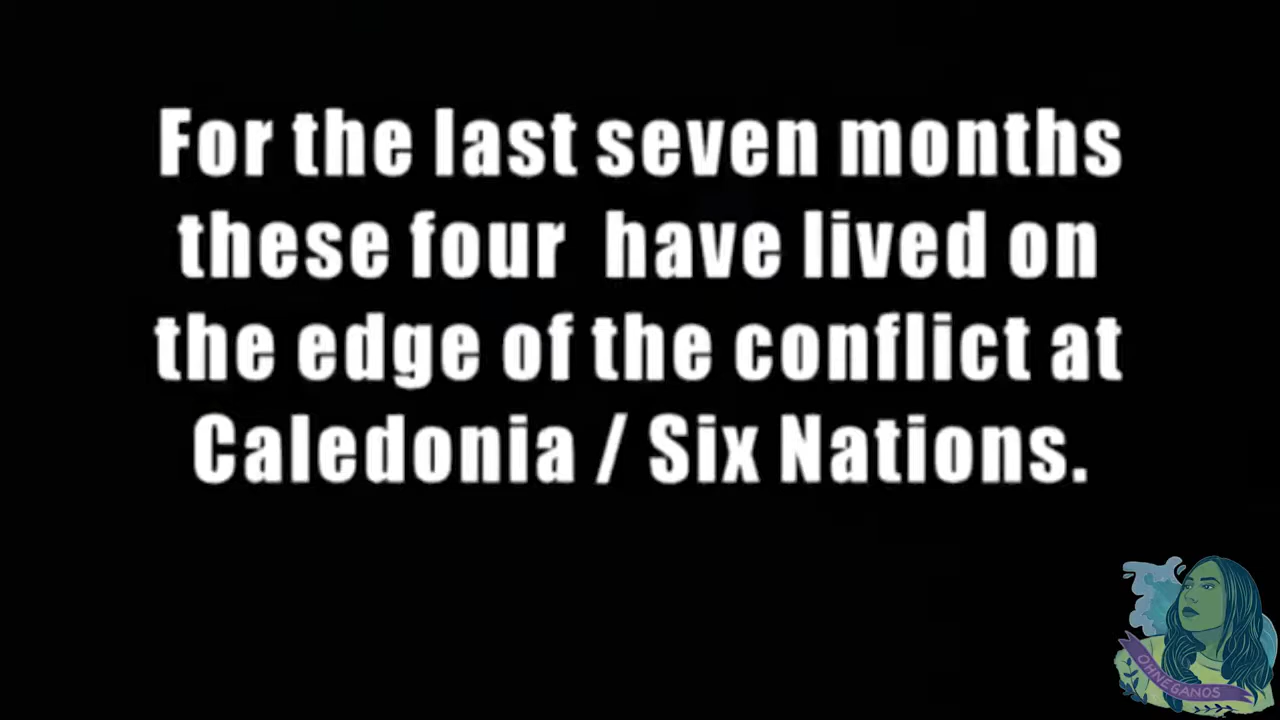 For the last seven months
these four  have lived on
the edge of the conflict at
Caledonia / Six Nations.
OHNEGANOS